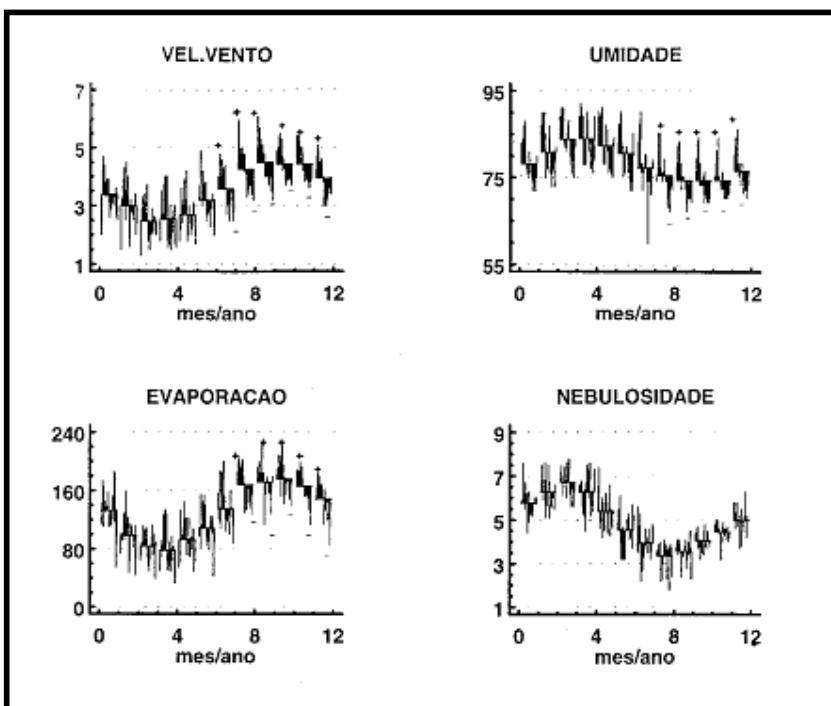 VEL.VENTO
7
5
3
1
0 4 8 12
mes/ano
UMIDADE
95
75
55
0 4 8 12
mes/ano
EVAPORACAO
240
160
80
0
0 4 8 12
mes/ano
NEBULOSIDADE
9
7
5
3
1
0 4 8 12
mes/ano